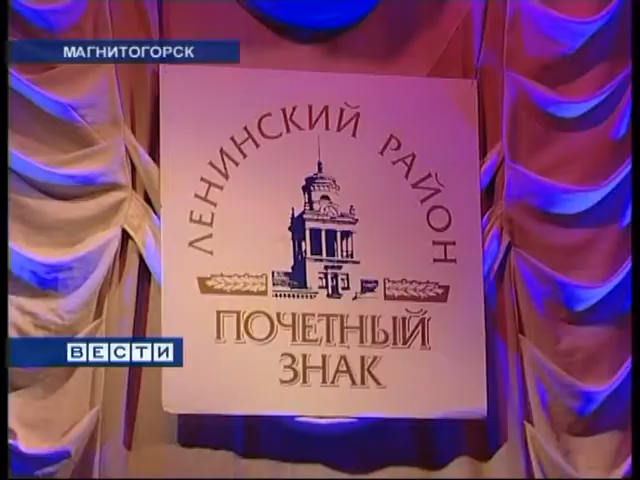 МАГНИТОГОРСК
ЛЕНИНСКИЙ РАЙОН
ПОЧЕТНЫЙ
ЗНАК
ВЕСТИ